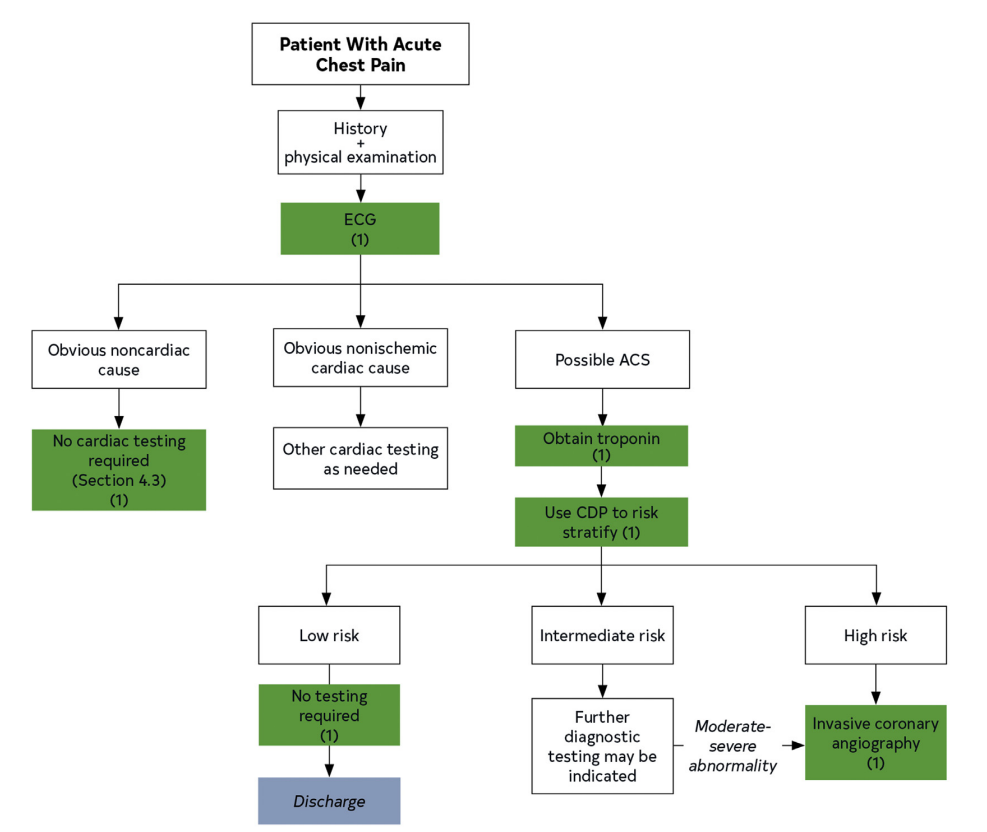 Patient With Acute
Chest Pain
History
+
physical examination
ECG
(1)
Obvious noncardiac
cause
Obvious nonischemic
cardiac cause
Possible ACS
No cardiac testing
required
(Section 4.3)
(1)
Other cardiac testing
as needed
Obtain troponin
(1)
Use CDP to risk
stratify (1)
Low risk
Intermediate risk
High risk
No testing
required
(1)
Further
diagnostic
testing may be
indicated
Moderate-
severe
abnormality
Invasive coronary
angiography
(1)
Discharge